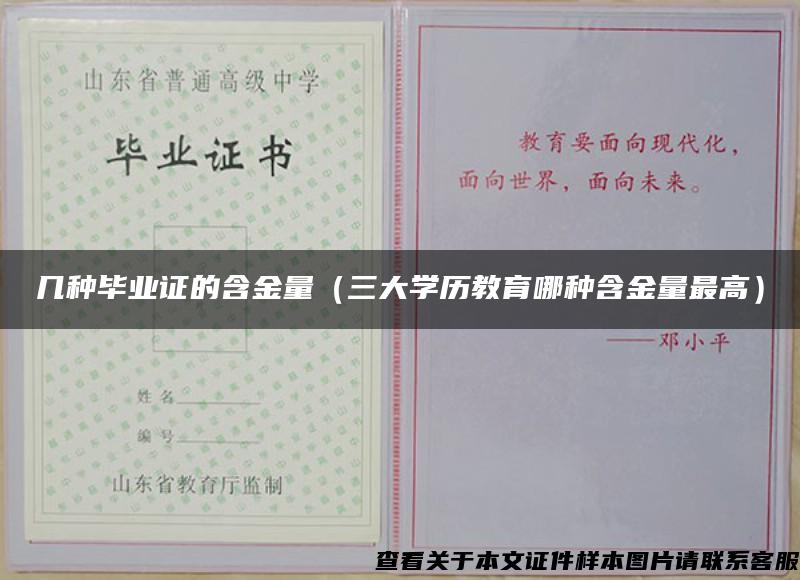 山东省普通高级中学
毕业证书
教育要面向现代化，
面向世界，面向未来。
几种毕业证的含金量（三大学历教育哪种含金量最高）
——邓小平
姓 名
编 号
山东省教育厅监制
查看关于本文证件样本图片请联系客服